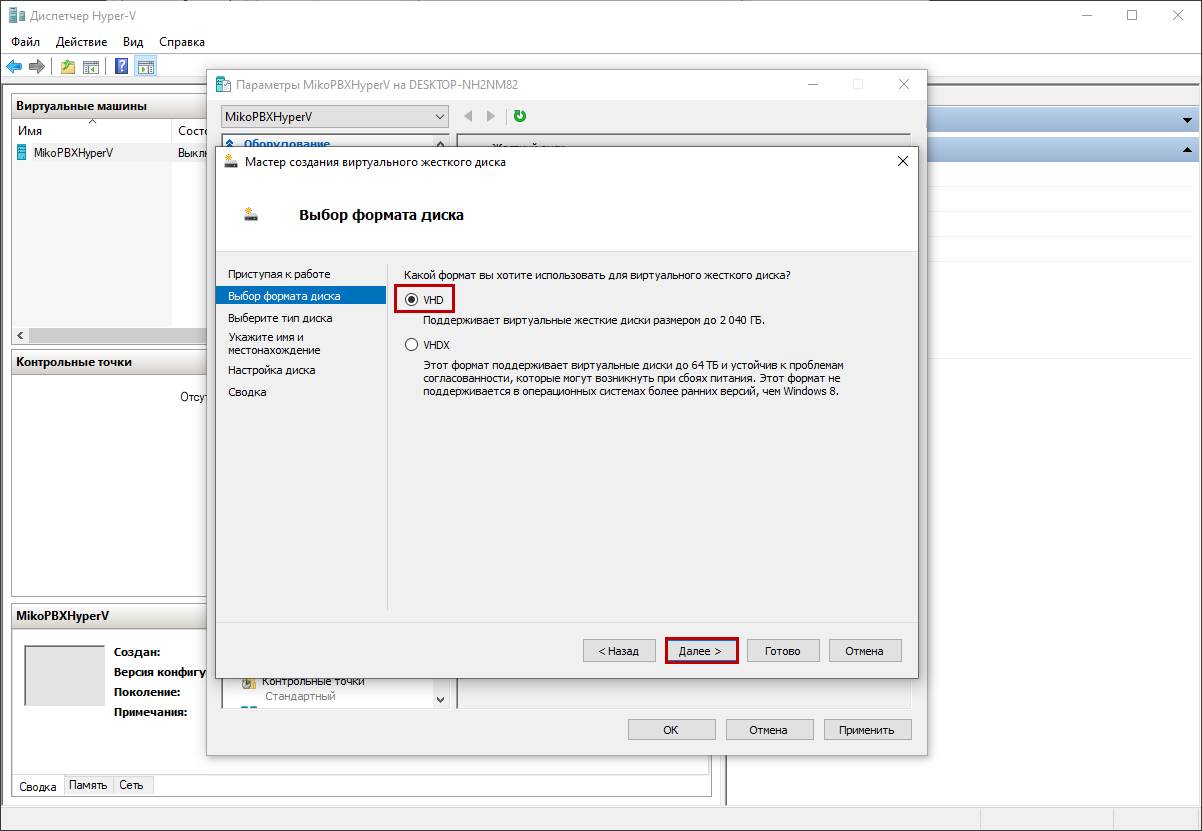 Диспетчер Hyper-V
Файл Действие Вид Справка
Виртуальные машины
Имя
MikoPBXHyperV
Контрольные точки
MikoPBXHyperV
Создан:
Поколение:
Примечания:
Сводка Память Сеть
Параметры MikoPBXHyperV на DESKTOP-NH2NM82
MikoPBXHyperV
Оборудование
Мастер создания виртуального жесткого диска
Выбор формата диска
Приступая к работе
Выбор формата диска
Выберите тип диска
Укажите имя и
местонахождение
Настройка диска
Сводка
Какой формат вы хотите использовать для виртуального жесткого диска?
VHD
Поддерживает виртуальные жесткие диски размером до 2 040 ГБ.
VHDX
Этот формат поддерживает виртуальные диски до 64 ТБ и устойчив к проблемам
согласованности, которые могут возникнуть при сбоях питания. Этот формат не
поддерживается в операционных системах более ранних версий, чем Windows 8.
< Назад Далее > Готово Отмена
Контрольные точки
Стандартный
ОК Отмена Применить